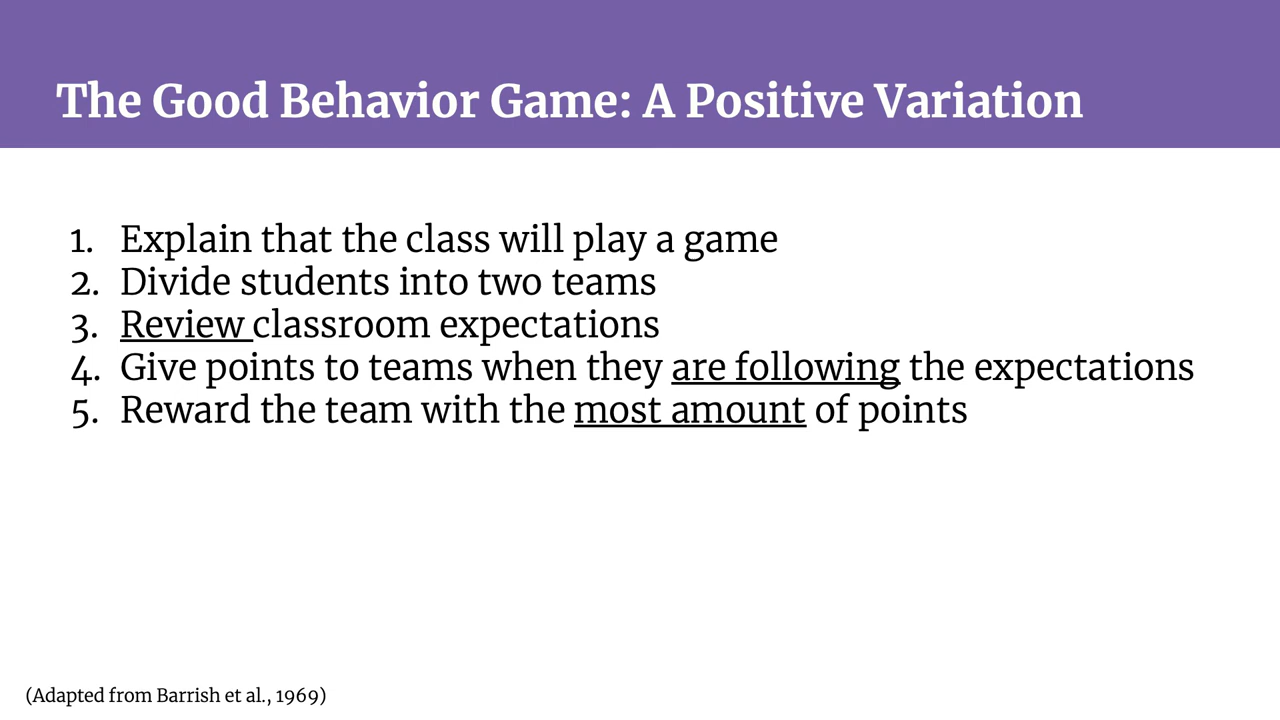 The Good Behavior Game: A Positive Variation
1. Explain that the class will play a game
2. Divide students into two teams
3. Review classroom expectations
4. Give points to teams when they are following the expectations
5. Reward the team with the most amount of points
(Adapted from Barrish et al., 1969)